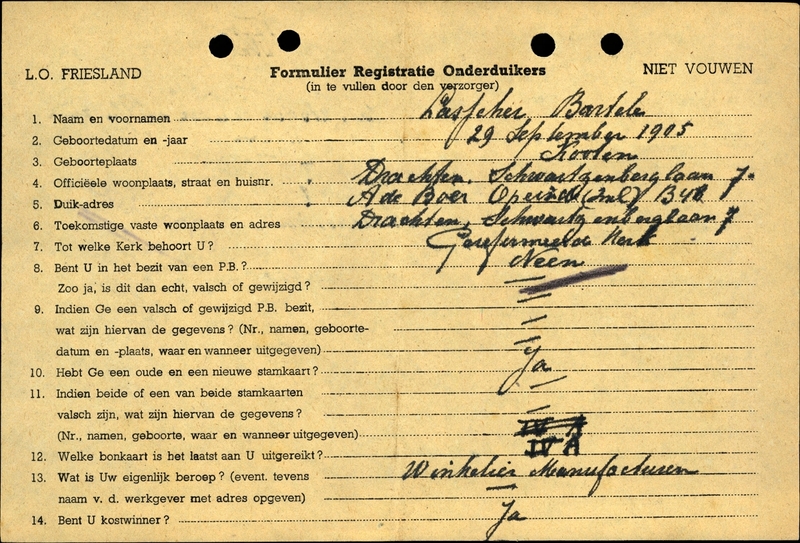 L.O. FRIESLAND Formulier Registratie Onderduikers NIET VOUWEN
(in te vullen door den verzorger)
1. Naam en voornamen Lasscher, Bartele
2. Geboortedatum en -jaar 29 September 1905
3. Geboorteplaats Kooten
4. Officiëele woonplaats, straat en huisnr. Drachten, Schwartzenberglaan 7
5. Duik-adres A de Boer B 48
6. Toekomstige vaste woonplaats en adres Drachten, Schwartzenberglaan 7
7. Tot welke Kerk behoort U? Gereformeerde Kerk
8. Bent U in het bezit van een P.B.? Neen
Zoo ja, is dit dan echt, valsch of gewijzigd? —
9. Indien Ge een valsch of gewijzigd P.B. bezit, —
wat zijn hiervan de gegevens? (Nr., namen, geboorte- —
datum en -plaats, waar en wanneer uitgegeven) —
10. Hebt Ge een oude en een nieuwe stamkaart? Ja
11. Indien beide of een van beide stamkaarten —
valsch zijn, wat zijn hiervan de gegevens? —
(Nr., namen, geboorte, waar en wanneer uitgegeven)
12. Welke bonkaart is het laatst aan U uitgereikt? IV A
13. Wat is Uw eigenlijk beroep? (event. tevens Winkelier Manufacturen
naam v. d. werkgever met adres opgeven) —
14. Bent U kostwinner? Ja